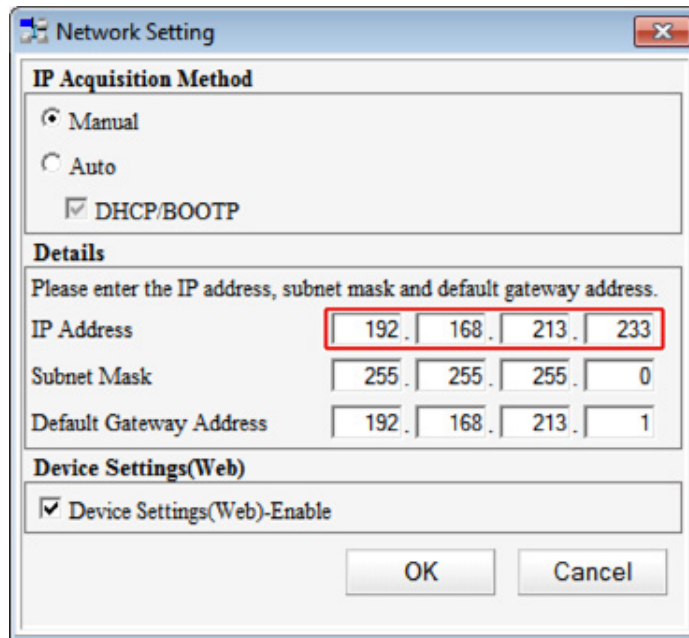 Network Setting
IP Acquisition Method
Manual
Auto
DHCP/BOOTP
Details
Please enter the IP address, subnet mask and default gateway address.
IP Address 192. 168. 213. 233
Subnet Mask 255. 255. 255. 0
Default Gateway Address 192. 168. 213. 1
Device Settings(Web)
Device Settings(Web)-Enable
OK Cancel